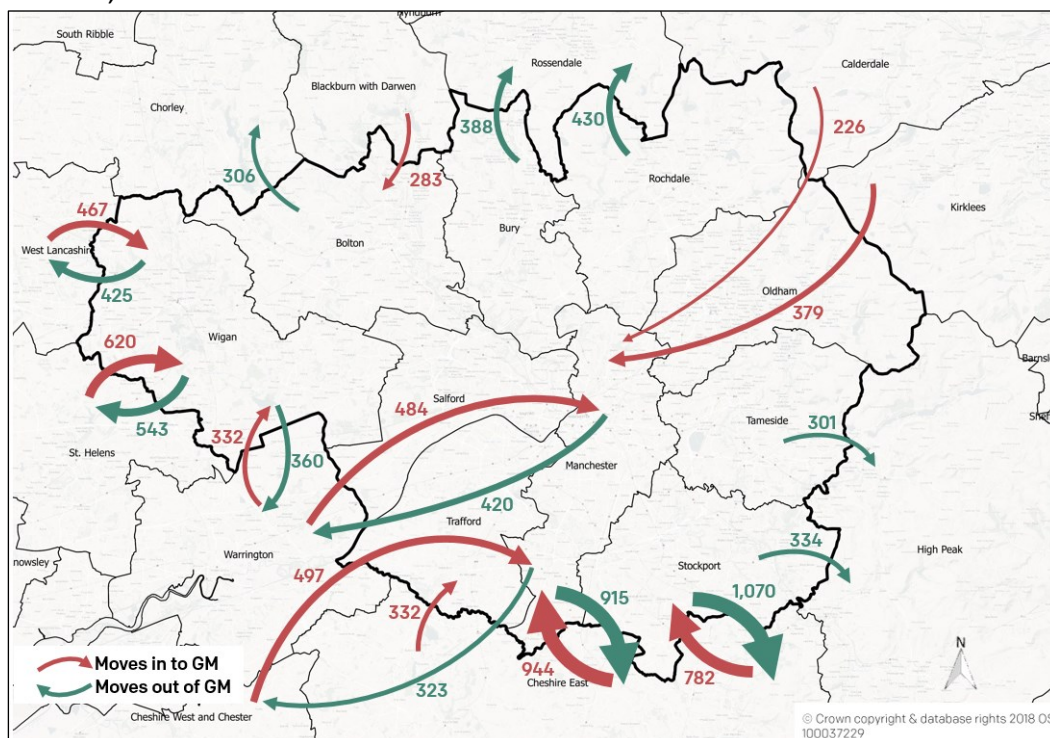 South Ribble
Rossendale
Calderdale
Blackburn with Darwen
Chorley
388
430
226
306
283
Rochdale
467
Kirklees
Bury
Bolton
West Lancashir
425
Oldham
379
620
Wigan
Salford
484
301
Tameside
543
332
St. Helens
360
Manchester
420
Trafford
334
High Peak
Warrington
nowsley
Stockport
497
915
1,070
332
944
782
323
Cheshire East
N
Moves in to GM
Moves out of GM
Cheshire West and Chester
© Crown copyright & database rights 2018 OS
100037229